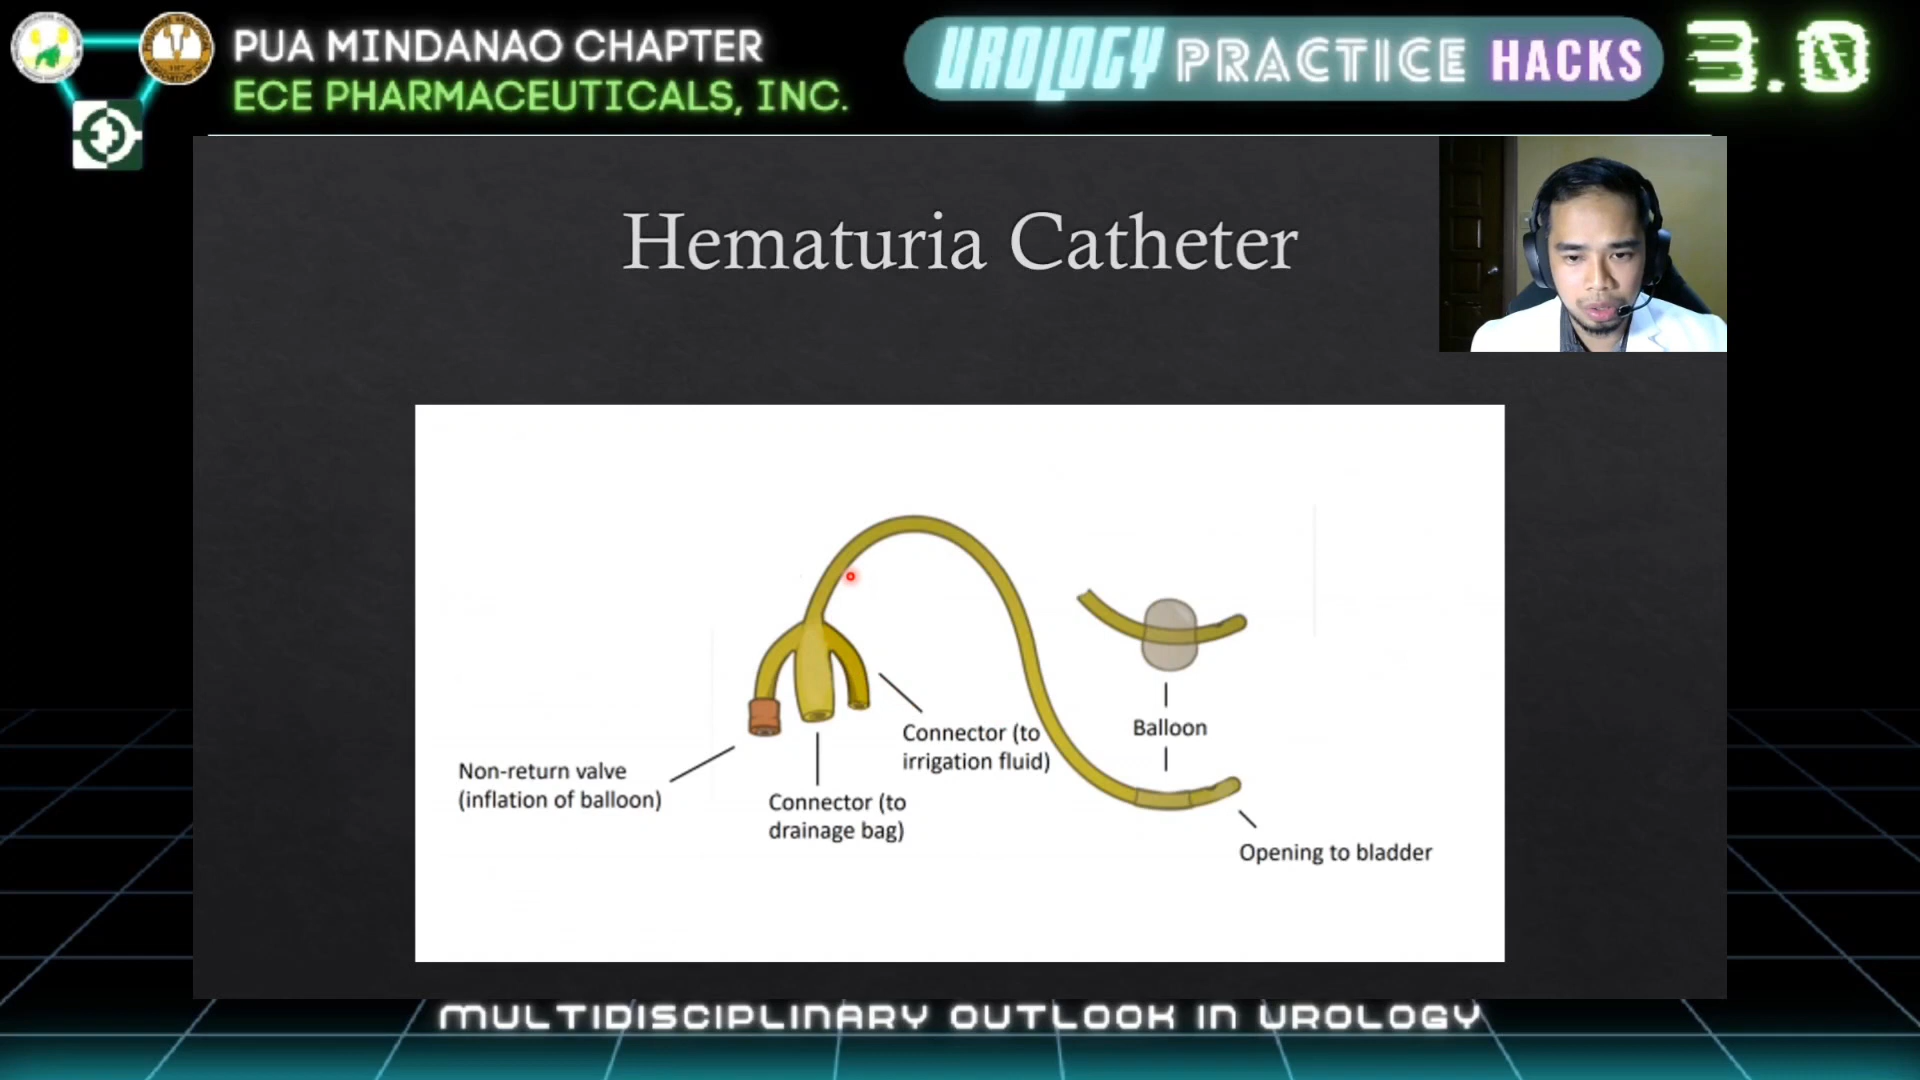 PUA MINDANAO CHAPTER
ECE PHARMACEUTICALS, INC.
UROLOGY PRACTICE HACKS 3.0
Hematuria Catheter
Non-return valve
(inflation of balloon)
Connector (to
drainage bag)
Connector (to
irrigation fluid)
Balloon
Opening to bladder
MULTIDISCIPLINARY OUTLOOK IN UROLOGY